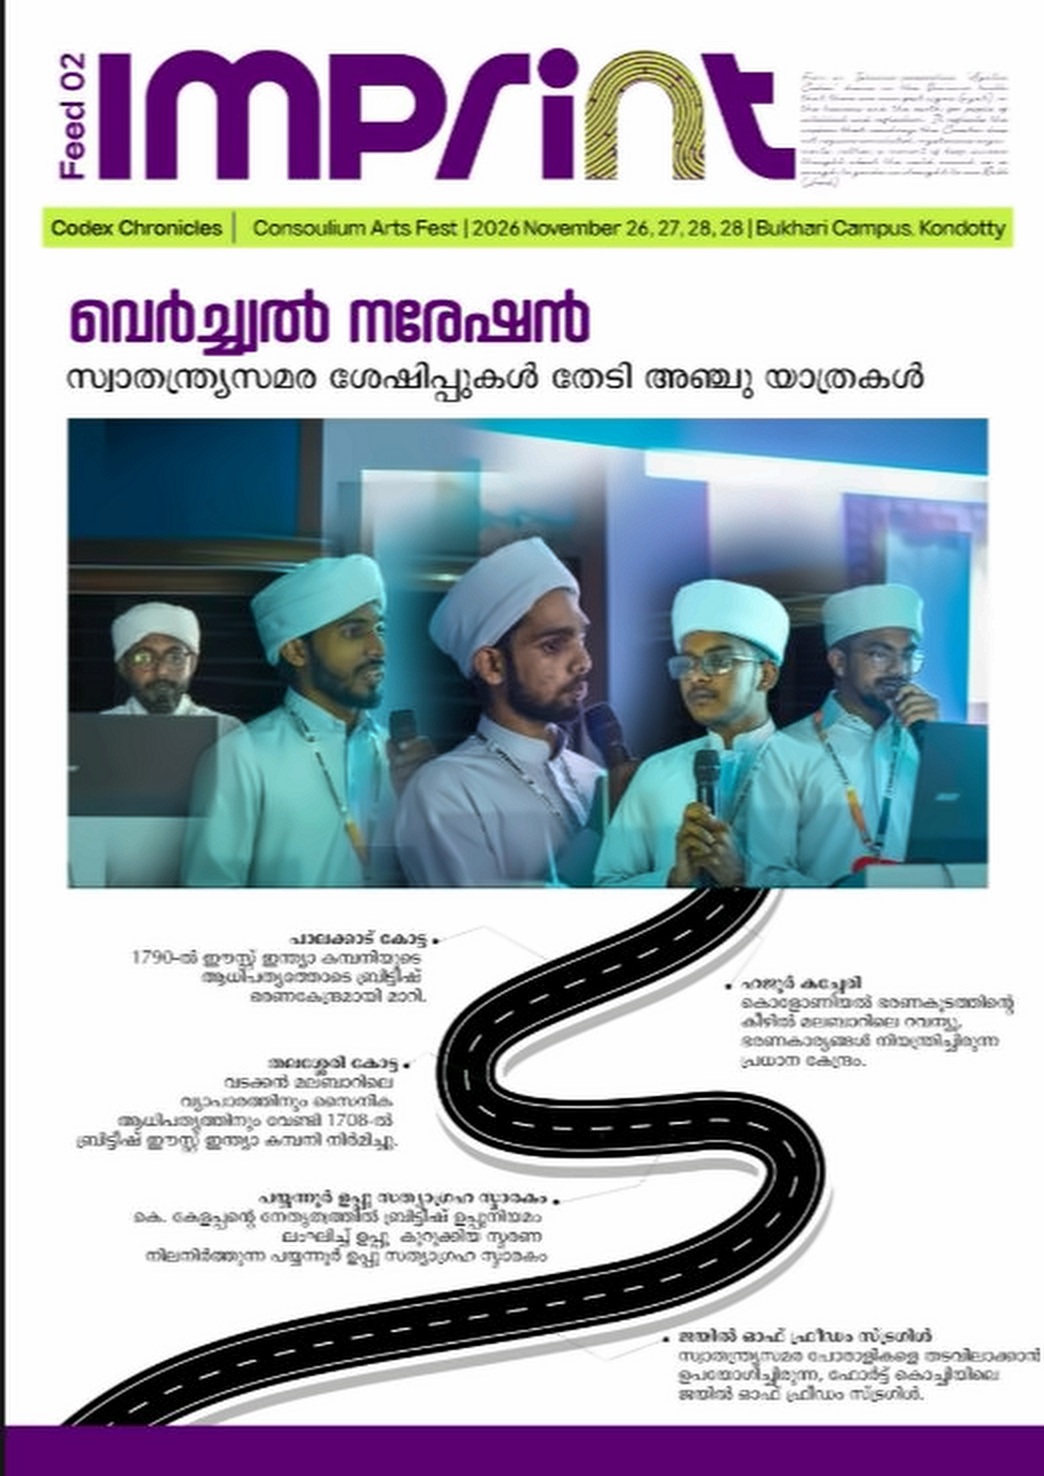 Feed 02
Imprint
Codex Chronicles | Consoulium Arts Fest | 2026 November 26, 27, 28, 28 | Bukhari Campus. Kondotty
വെർച്ച്വൽ നരേഷൻ
സ്വാതന്ത്ര്യസമര ശേഷിപ്പുകൾ തേടി അഞ്ചു യാത്രകൾ
പാലക്കാട് കോട്ട
1790-ൽ ഈസ്റ്റ് ഇന്ത്യാ കമ്പനിയുടെ
ആധിപത്യത്തോടെ ബ്രിട്ടീഷ്
ഭരണകേന്ദ്രമായി മാറി.
ഹജൂർ കച്ചേരി
കൊളോണിയൽ ഭരണകൂടത്തിന്റെ
കീഴിൽ മലബാറിലെ റവന്യൂ,
ഭരണകാര്യങ്ങൾ നിയന്ത്രിച്ചിരുന്ന
പ്രധാന കേന്ദ്രം.
തലശ്ശേരി കോട്ട
വടക്കൻ മലബാറിലെ
വ്യാപാരത്തിനും സൈനിക
ആധിപത്യത്തിനും വേണ്ടി 1708-ൽ
ബ്രിട്ടീഷ് ഈസ്റ്റ് ഇന്ത്യാ കമ്പനി നിർമിച്ചു.
പയ്യന്നൂർ ഉപ്പു സത്യാഗ്രഹ സ്മാരകം
കെ. കേളപ്പന്റെ നേതൃത്വത്തിൽ ബ്രിട്ടീഷ് ഉപ്പുനിയമം
ലംഘിച്ച് ഉപ്പു കുറുക്കിയ സ്മരണ
നിലനിർത്തുന്ന പയ്യന്നൂർ ഉപ്പു സത്യാഗ്രഹ സ്മാരകം
ജയിൽ ഓഫ് ഫ്രീഡം സ്ട്രഗിൾ
സ്വാതന്ത്ര്യസമര പോരാളികളെ തടവിലാക്കാൻ
ഉപയോഗിച്ചിരുന്ന, ഫോർട്ട് കൊച്ചിയിലെ
ജയിൽ ഓഫ് ഫ്രീഡം സ്ട്രഗിൾ.